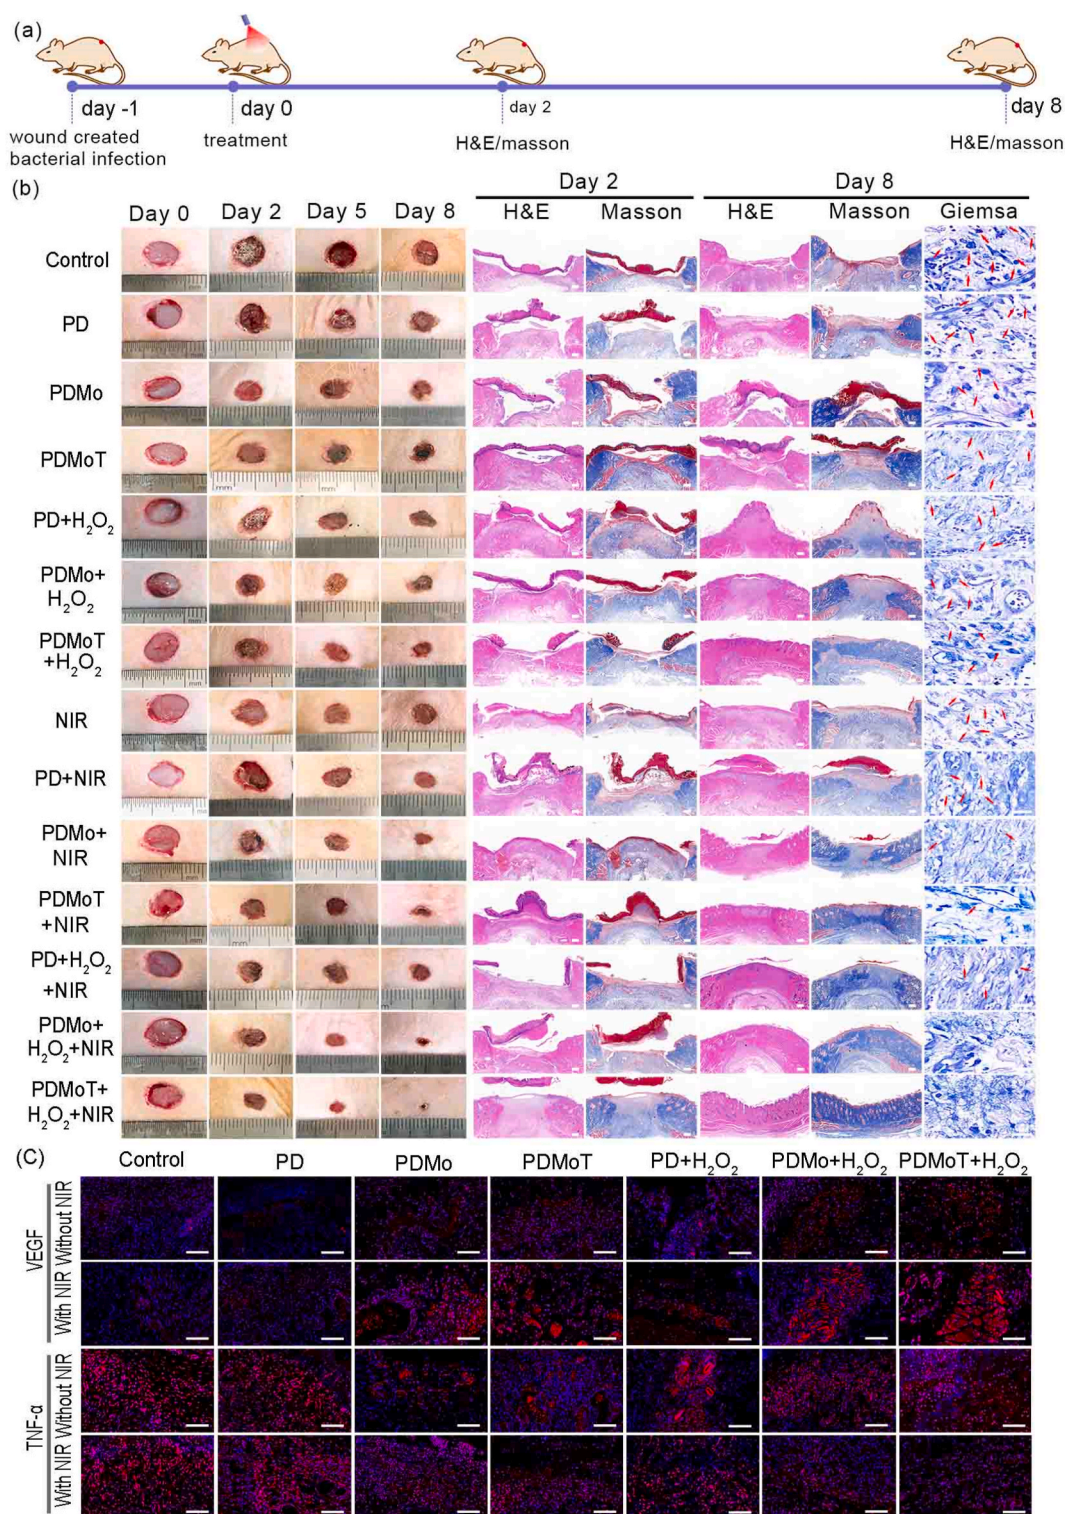 (a)
day -1
day 0
day 2
day 8
wound created
bacterial infection
treatment
H&E/masson
H&E/masson
(b)
Day 2
Day 8
Day 0 Day 2 Day 5 Day 8 H&E Masson H&E Masson Giemsa
Control
PD
PDMo
PDMoT
PD+H₂O₂
PDMo+
H₂O₂
PDMoT
+H₂O₂
NIR
PD+NIR
PDMo+
NIR
PDMoT
+NIR
PD+H₂O₂
+NIR
PDMo+
H₂O₂+NIR
PDMoT+
H₂O₂+NIR
(C)
Control PD PDMo PDMoT PD+H₂O₂ PDMo+H₂O₂ PDMoT+H₂O₂
VEGF
Without NIR
With NIR
TNF-α
Without NIR
With NIR